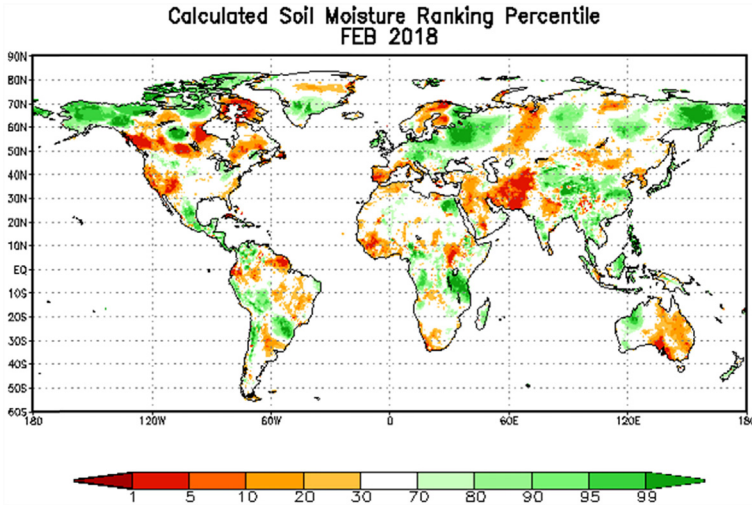 Calculated Soil Moisture Ranking Percentile
FEB 2018
90N
80N
70N
60N
50N
40N
30N
20N
10N
EQ
10S
20S
30S
40S
50S
60S
180
120W
60W
0
60E
120E
180
1 5 10 20 30 70 80 90 95 99